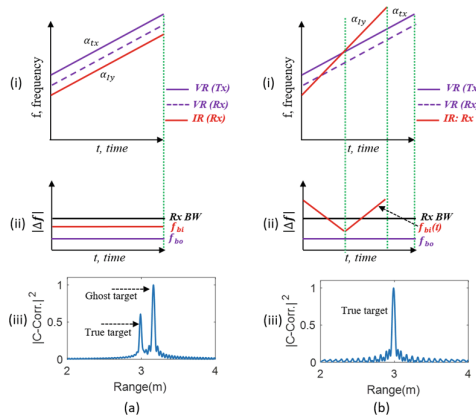 (i)
f, frequency
α_tx
α_ly
VR (Tx)
VR (Rx)
IR (Rx)
t, time
α_ly
α_tx
(i)
f, frequency
VR (Tx)
VR (Rx)
IR: Rx
t, time
(ii)
|Δf|
Rx BW
f_bi
f_bo
t, time
(ii)
|Δf|
Rx BW
f_bi(t)
f_bo
t, time
(iii)
|C-Corr.|²
1
0.5
0
Ghost target
True target
2 3 4
Range(m)
(a)
(iii)
|C-Corr.|²
1
0.5
0
True target
2 3 4
Range(m)
(b)